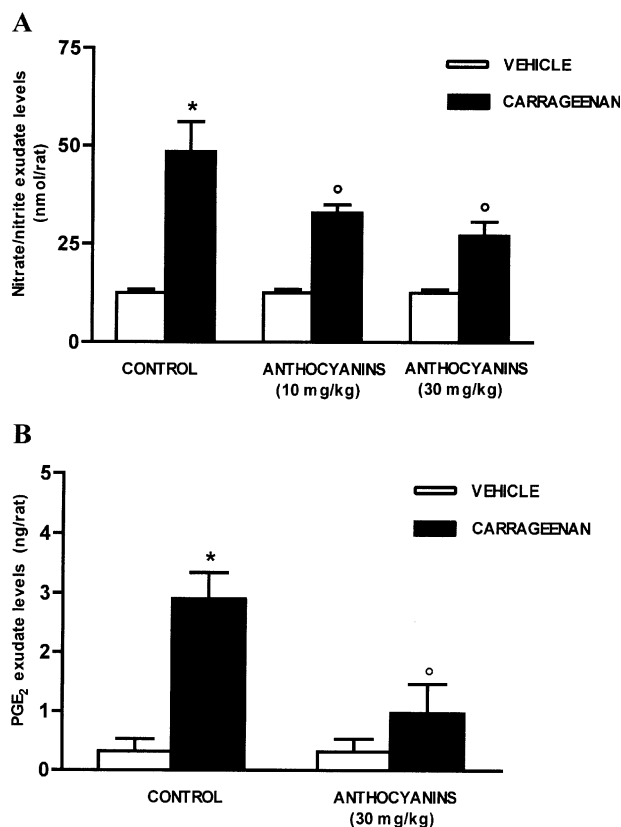 A
75
50
25
0
Nitrate/nitrite exudate levels
(nmol/rat)
VEHICLE
CARRAGEENAN
*
°
°
CONTROL
ANTHOCYANINS
(10 mg/kg)
ANTHOCYANINS
(30 mg/kg)
B
5
4
3
2
1
0
PGE₂ exudate levels (ng/rat)
VEHICLE
CARRAGEENAN
*
°
CONTROL
ANTHOCYANINS
(30 mg/kg)